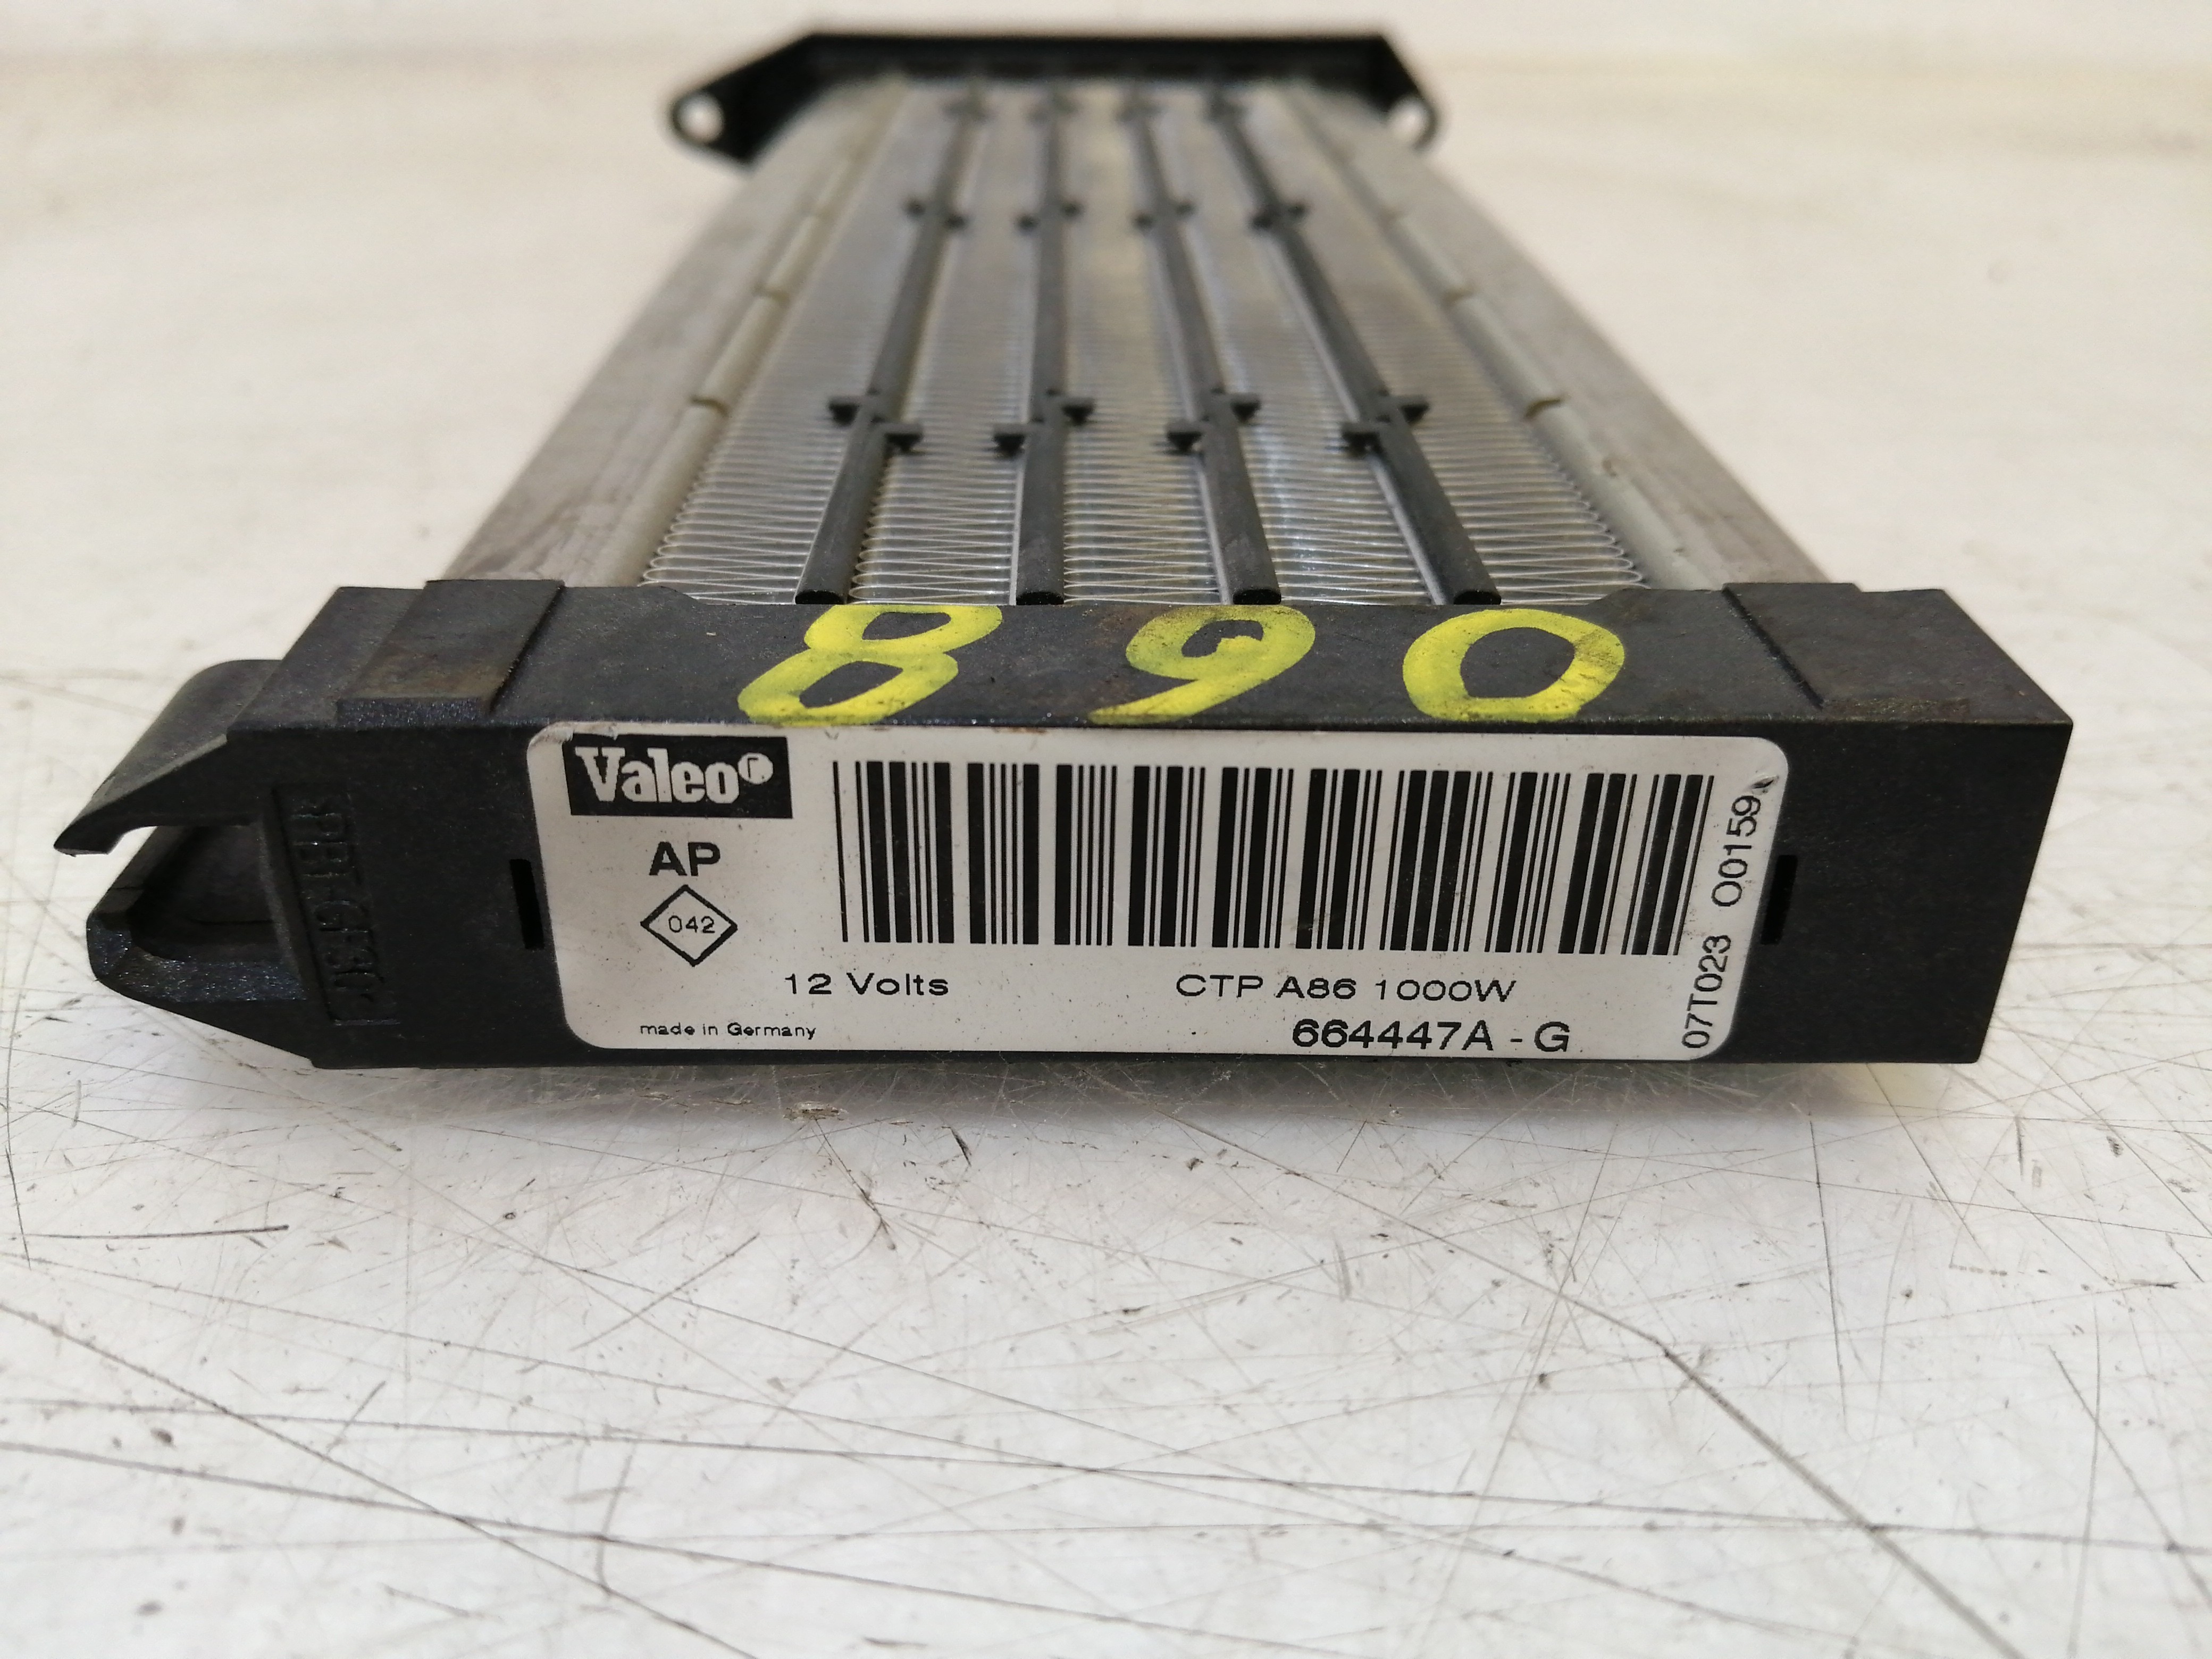 890
Valeo®
AP
042
12 Volts
CTP A86 1000W
made in Germany
664447A - G
07T023 O0159